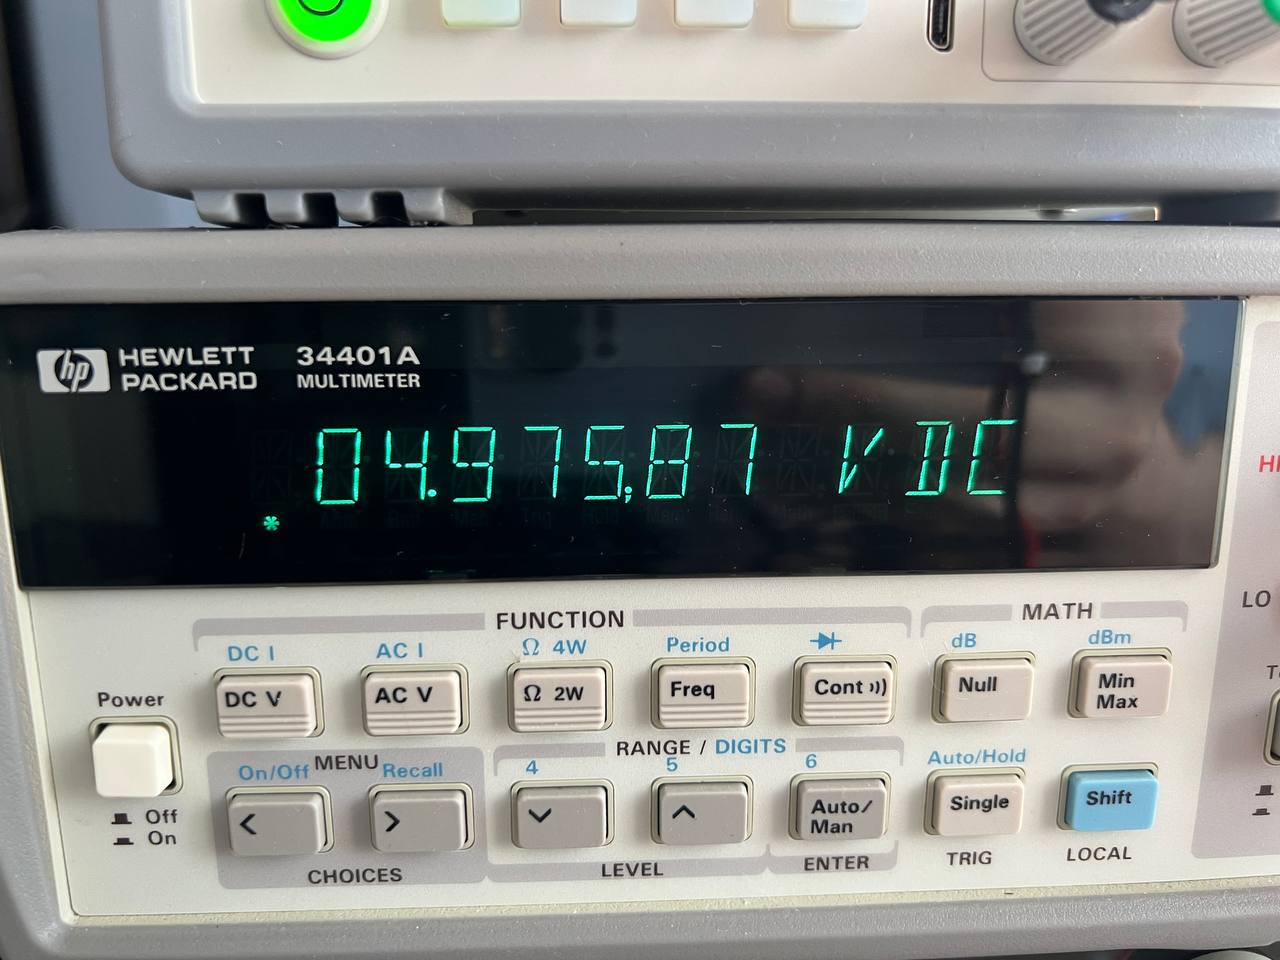 hp HEWLETT PACKARD 34401A MULTIMETER
04.975,87 V DC
*
FUNCTION MATH
DC I AC I Ω 4W Period dB dBm
Power DC V AC V Ω 2W Freq Cont Null Min Max
MENU RANGE / DIGITS
On/Off Recall 4 5 6 Auto/Hold
Off < > Auto/ Man Single Shift
On
CHOICES LEVEL ENTER TRIG LOCAL
LO